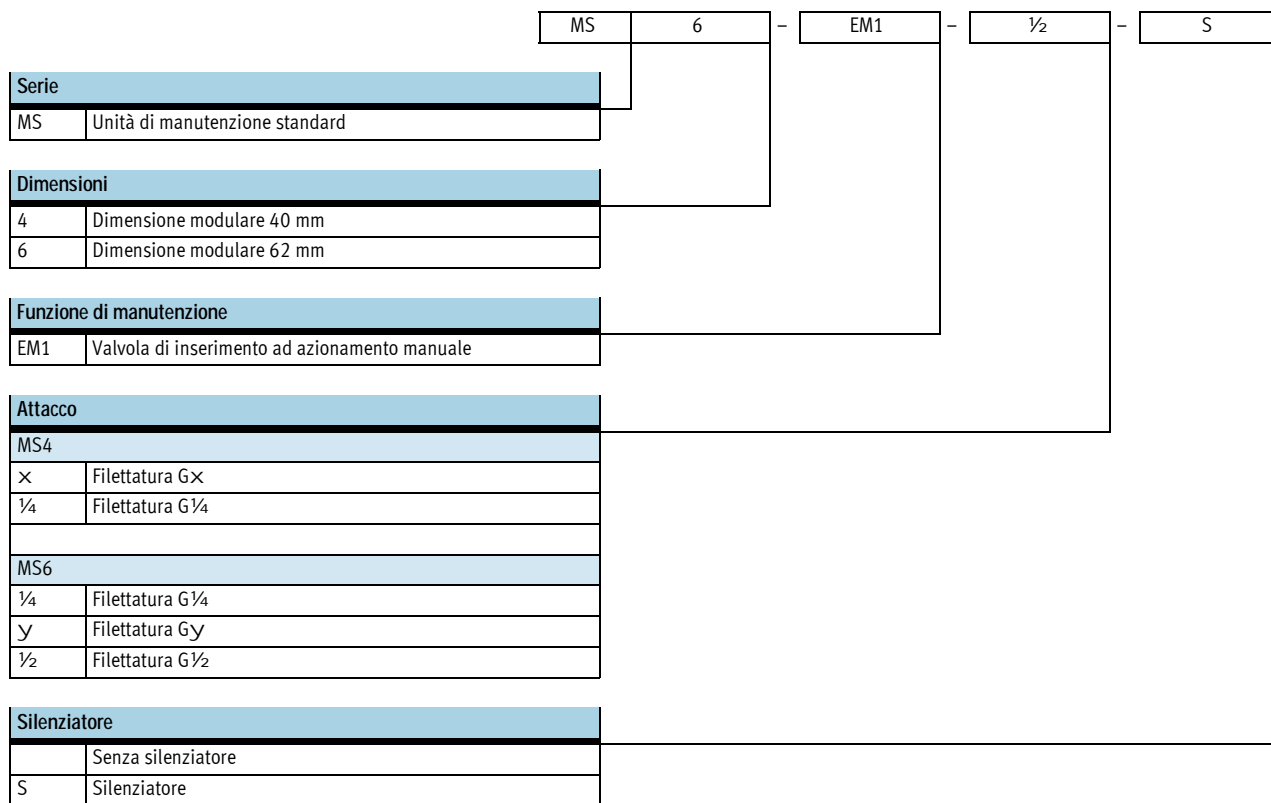 MS 6 – EM1 – ½ – S
Serie
MS Unità di manutenzione standard
Dimensioni
4 Dimensione modulare 40 mm
6 Dimensione modulare 62 mm
Funzione di manutenzione
EM1 Valvola di inserimento ad azionamento manuale
Attacco
MS4
x Filettatura Gx
¼ Filettatura G¼
MS6
¼ Filettatura G¼
y Filettatura Gy
½ Filettatura G½
Silenziatore
Senza silenziatore
S Silenziatore